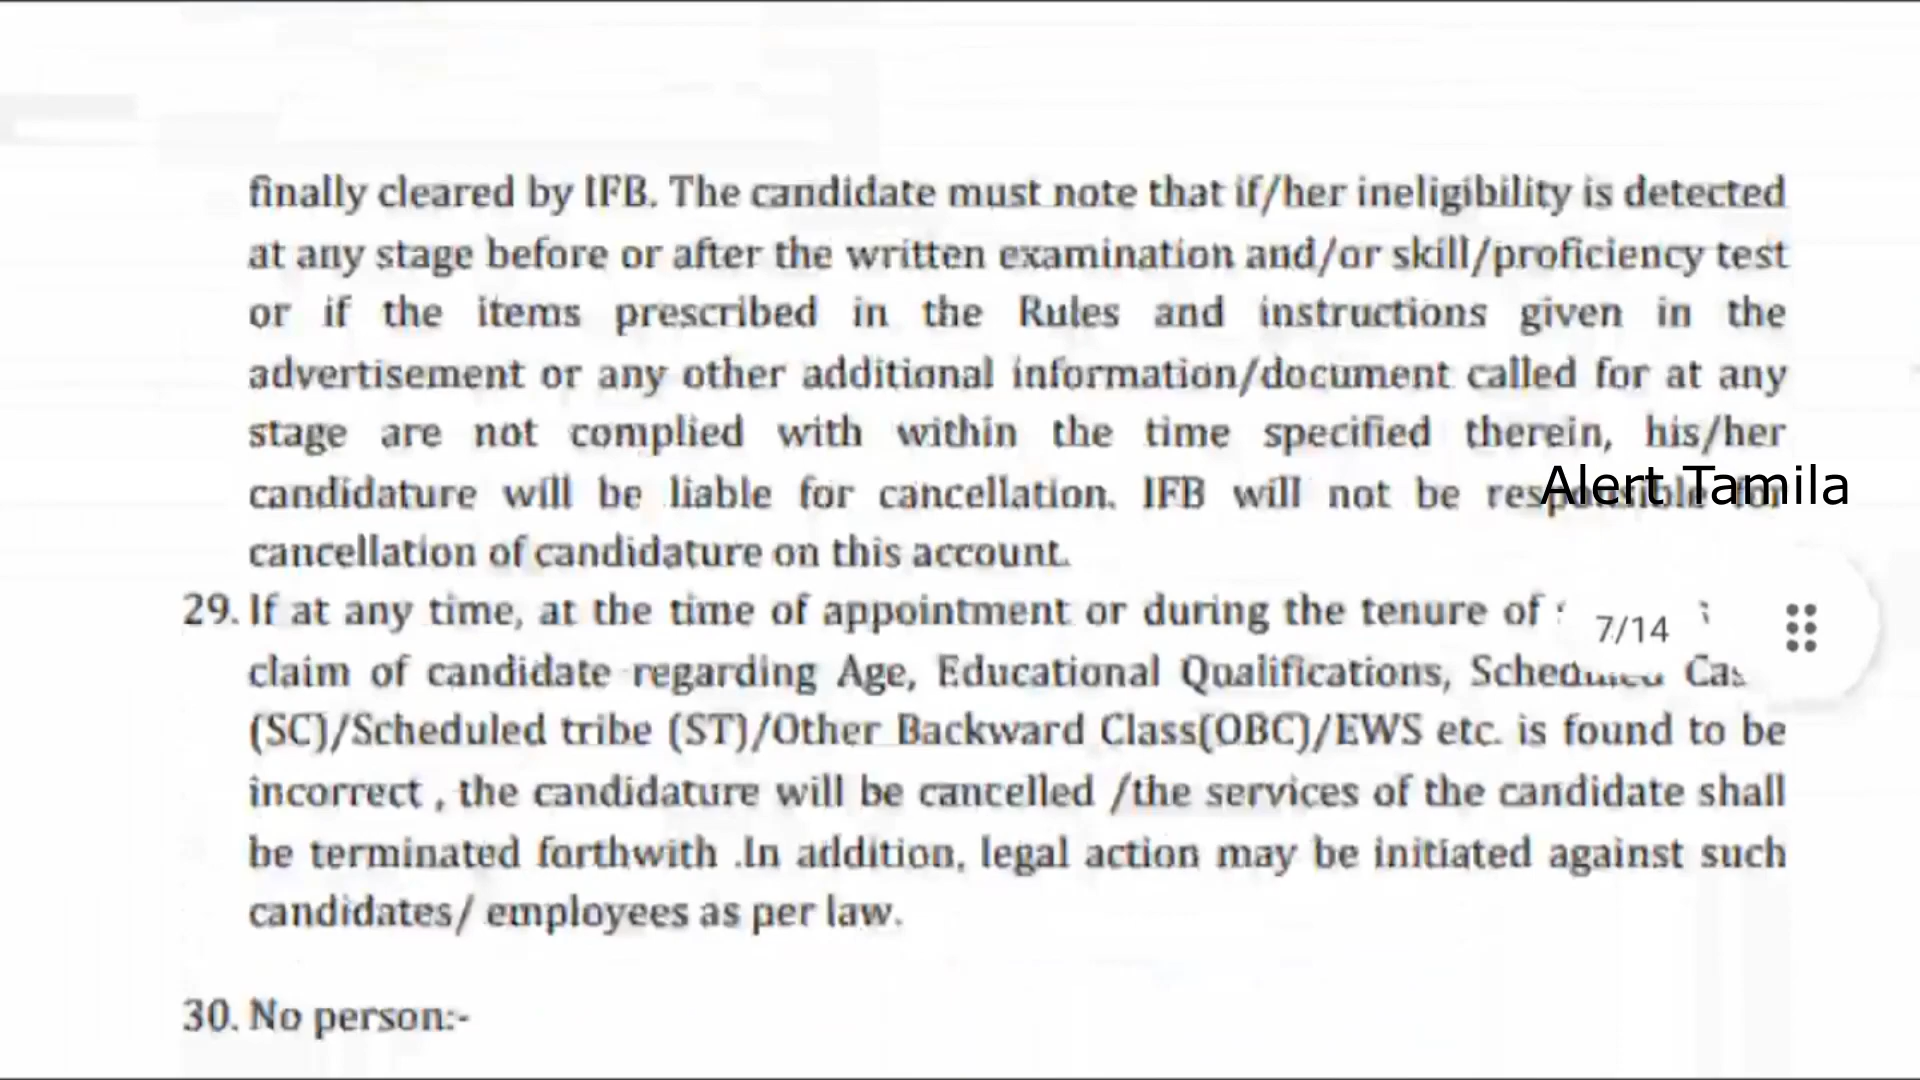 finally cleared by IFB. The candidate must note that if/her ineligibility is detected
at any stage before or after the written examination and/or skill/proficiency test
or if the items prescribed in the Rules and instructions given in the
advertisement or any other additional information/document called for at any
stage are not complied with within the time specified therein, his/her
candidature will be liable for cancellation. IFB will not be responsible for
Alert Tamila
cancellation of candidature on this account.
29. If at any time, at the time of appointment or during the tenure of
7/14
claim of candidate regarding Age, Educational Qualifications, Scheduled
(SC)/Scheduled tribe (ST)/Other Backward Class(OBC)/EWS etc. is found to be
incorrect , the candidature will be cancelled /the services of the candidate shall
be terminated forthwith .In addition, legal action may be initiated against such
candidates/ employees as per law.
30. No person:-